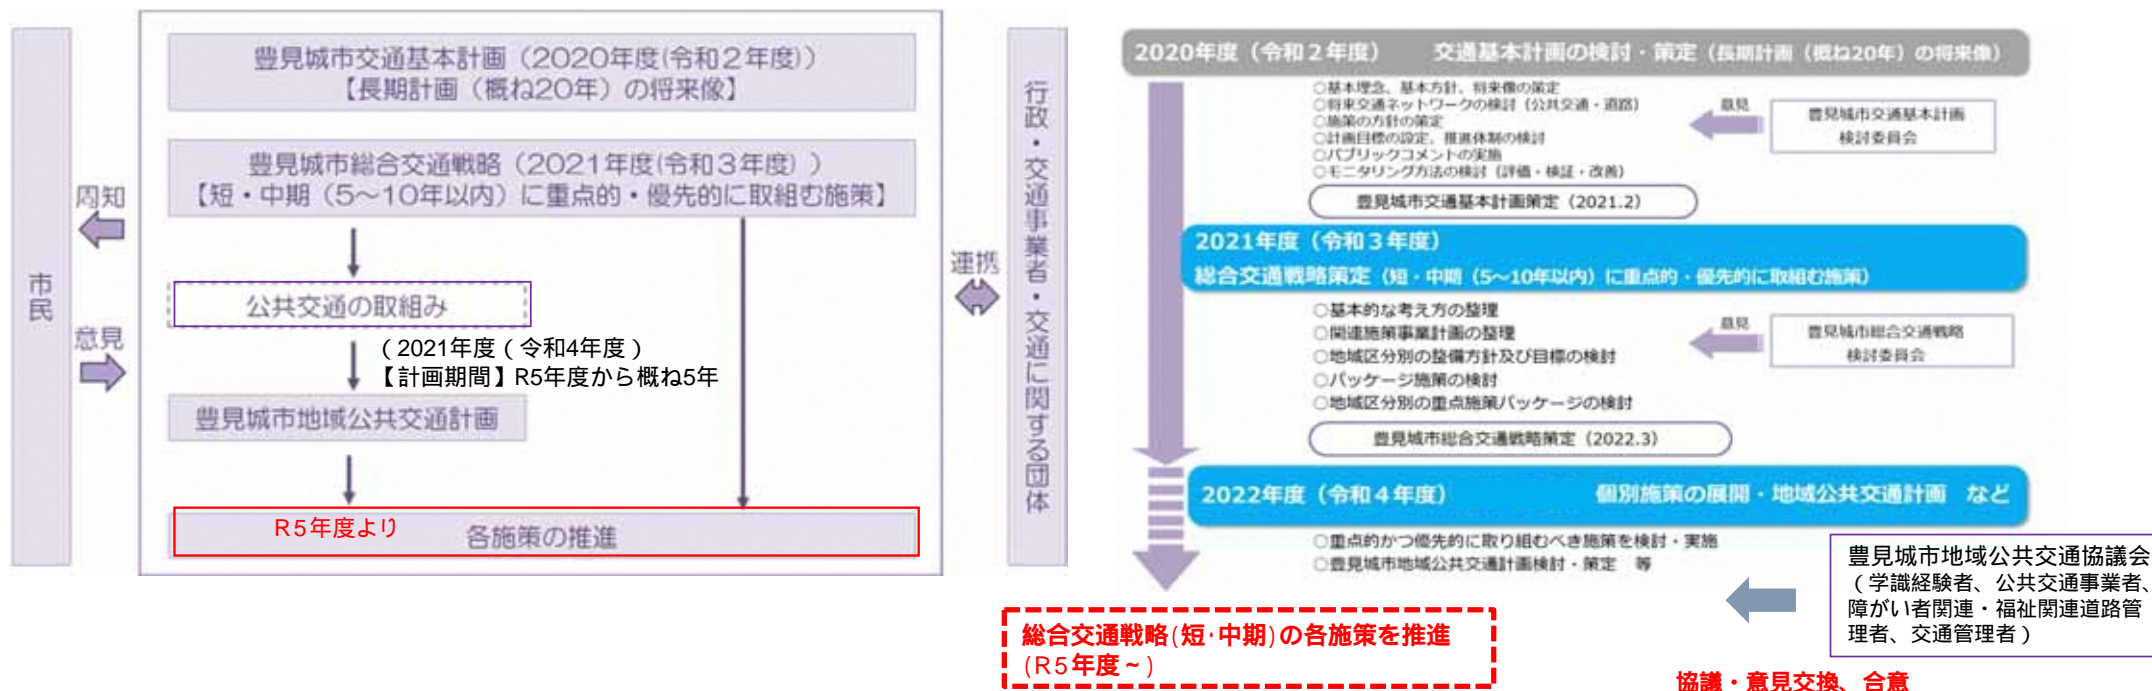 市民
周知
意見
豊見城市交通基本計画（2020年度(令和２年度)）
【長期計画（概ね20年）の将来像】
豊見城市総合交通戦略（2021年度(令和３年度) ）
【短・中期（5～10年以内）に重点的・優先的に取組む施策】
公共交通の取組み
（2021年度（令和4年度）
【計画期間】R5年度から概ね5年
豊見城市地域公共交通計画
R5年度より
各施策の推進
連携
行政・交通事業者・交通に関する団体
2020年度（令和２年度） 交通基本計画の検討・策定（長期計画（概ね20年）の将来像）
○基本理念、基本方針、将来像の策定
○将来交通ネットワークの検討（公共交通・道路）
○施策の方針の策定
○計画目標の設定、推進体制の検討
○パブリックコメントの実施
○モニタリング方法の検討（評価・検証・改善）
意見
豊見城市交通基本計画
検討委員会
豊見城市交通基本計画策定（2021.2）
2021年度（令和３年度）
総合交通戦略策定（短・中期（5～10年以内）に重点的・優先的に取組む施策）
○基本的な考え方の整理
○関連施策事業計画の整理
○地域区分別の整備方針及び目標の検討
○パッケージ施策の検討
○地域区分別の重点施策パッケージの検討
意見
豊見城市総合交通戦略
検討委員会
豊見城市総合交通戦略策定（2022.3）
2022年度（令和４年度） 個別施策の展開・地域公共交通計画 など
○重点的かつ優先的に取り組むべき施策を検討・実施
○豊見城市地域公共交通計画検討・策定 等
豊見城市地域公共交通協議会
（学識経験者、公共交通事業者、
障がい者関連・福祉関連道路管
理者、交通管理者）
総合交通戦略(短･中期)の各施策を推進
(R5年度～)
協議・意見交換、合意